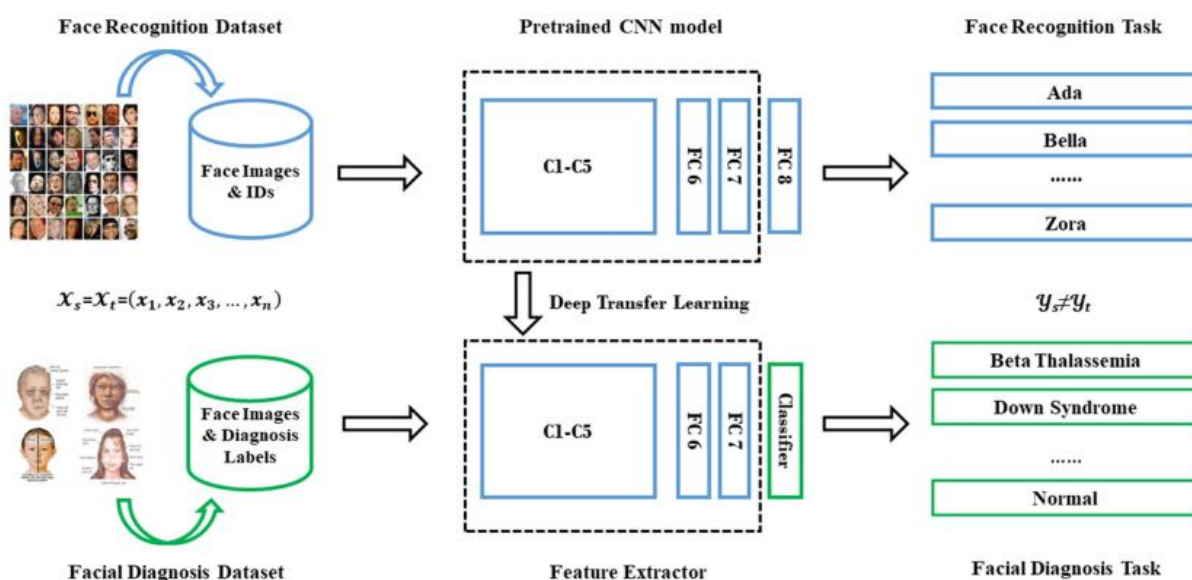 Face Recognition Dataset
Pretrained CNN model
Face Recognition Task
Face Images
& IDs
C1-C5
FC 6
FC 7
FC 8
Ada
Bella
......
Zora
𝒳s=𝒳t=(x1, x2, x3, ..., xn)
Deep Transfer Learning
𝒴s≠𝒴t
Face Images
& Diagnosis
Labels
C1-C5
FC 6
FC 7
Classifier
Beta Thalassemia
Down Syndrome
......
Normal
Facial Diagnosis Dataset
Feature Extractor
Facial Diagnosis Task